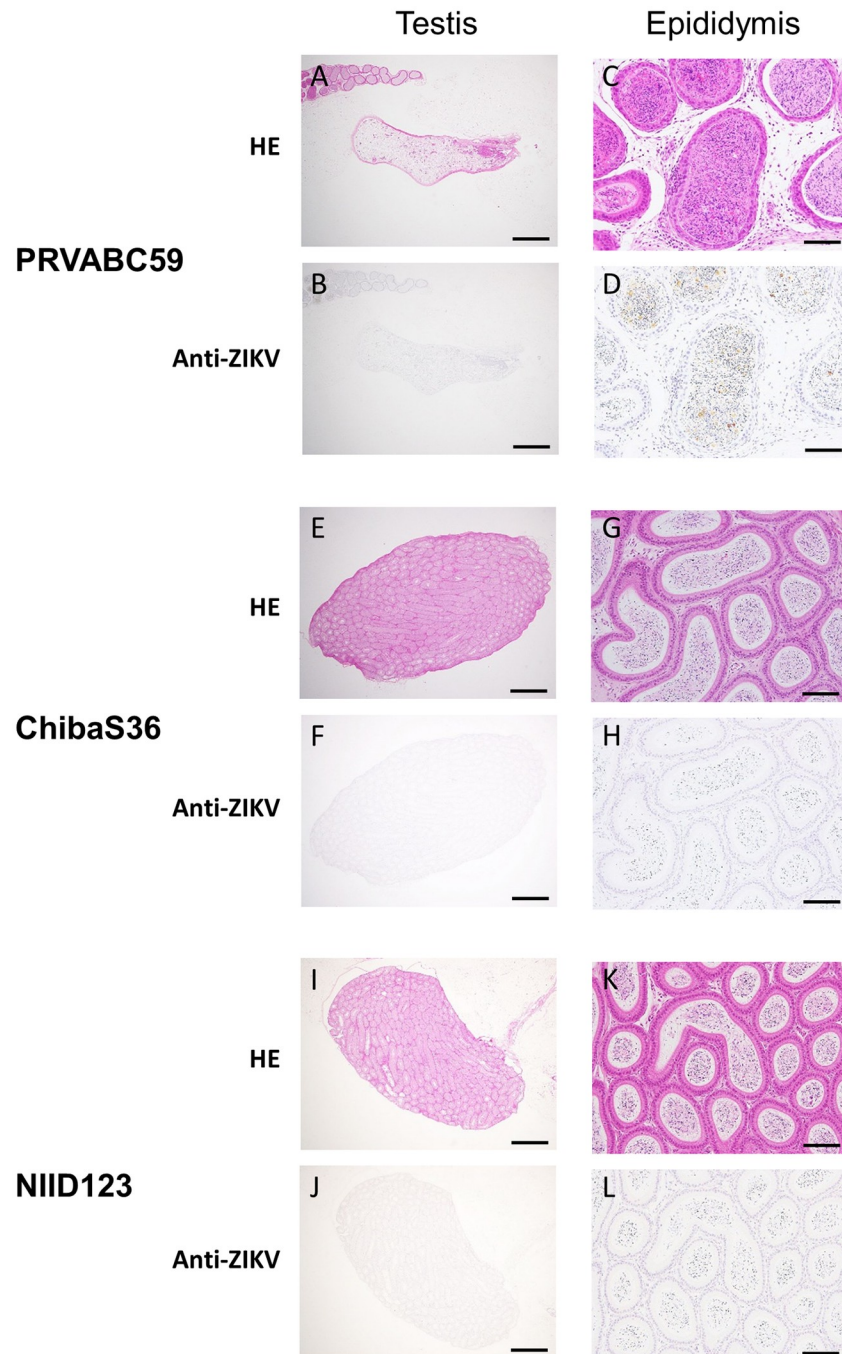 Testis Epididymis
A C
HE
PRVABC59
B D
Anti-ZIKV
E G
HE
ChibaS36
F H
Anti-ZIKV
I K
HE
NIID123
J L
Anti-ZIKV